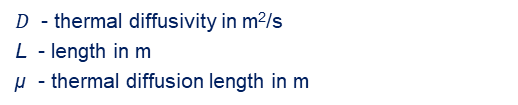 D - thermal diffusivity in m²/s
L - length in m
μ - thermal diffusion length in m